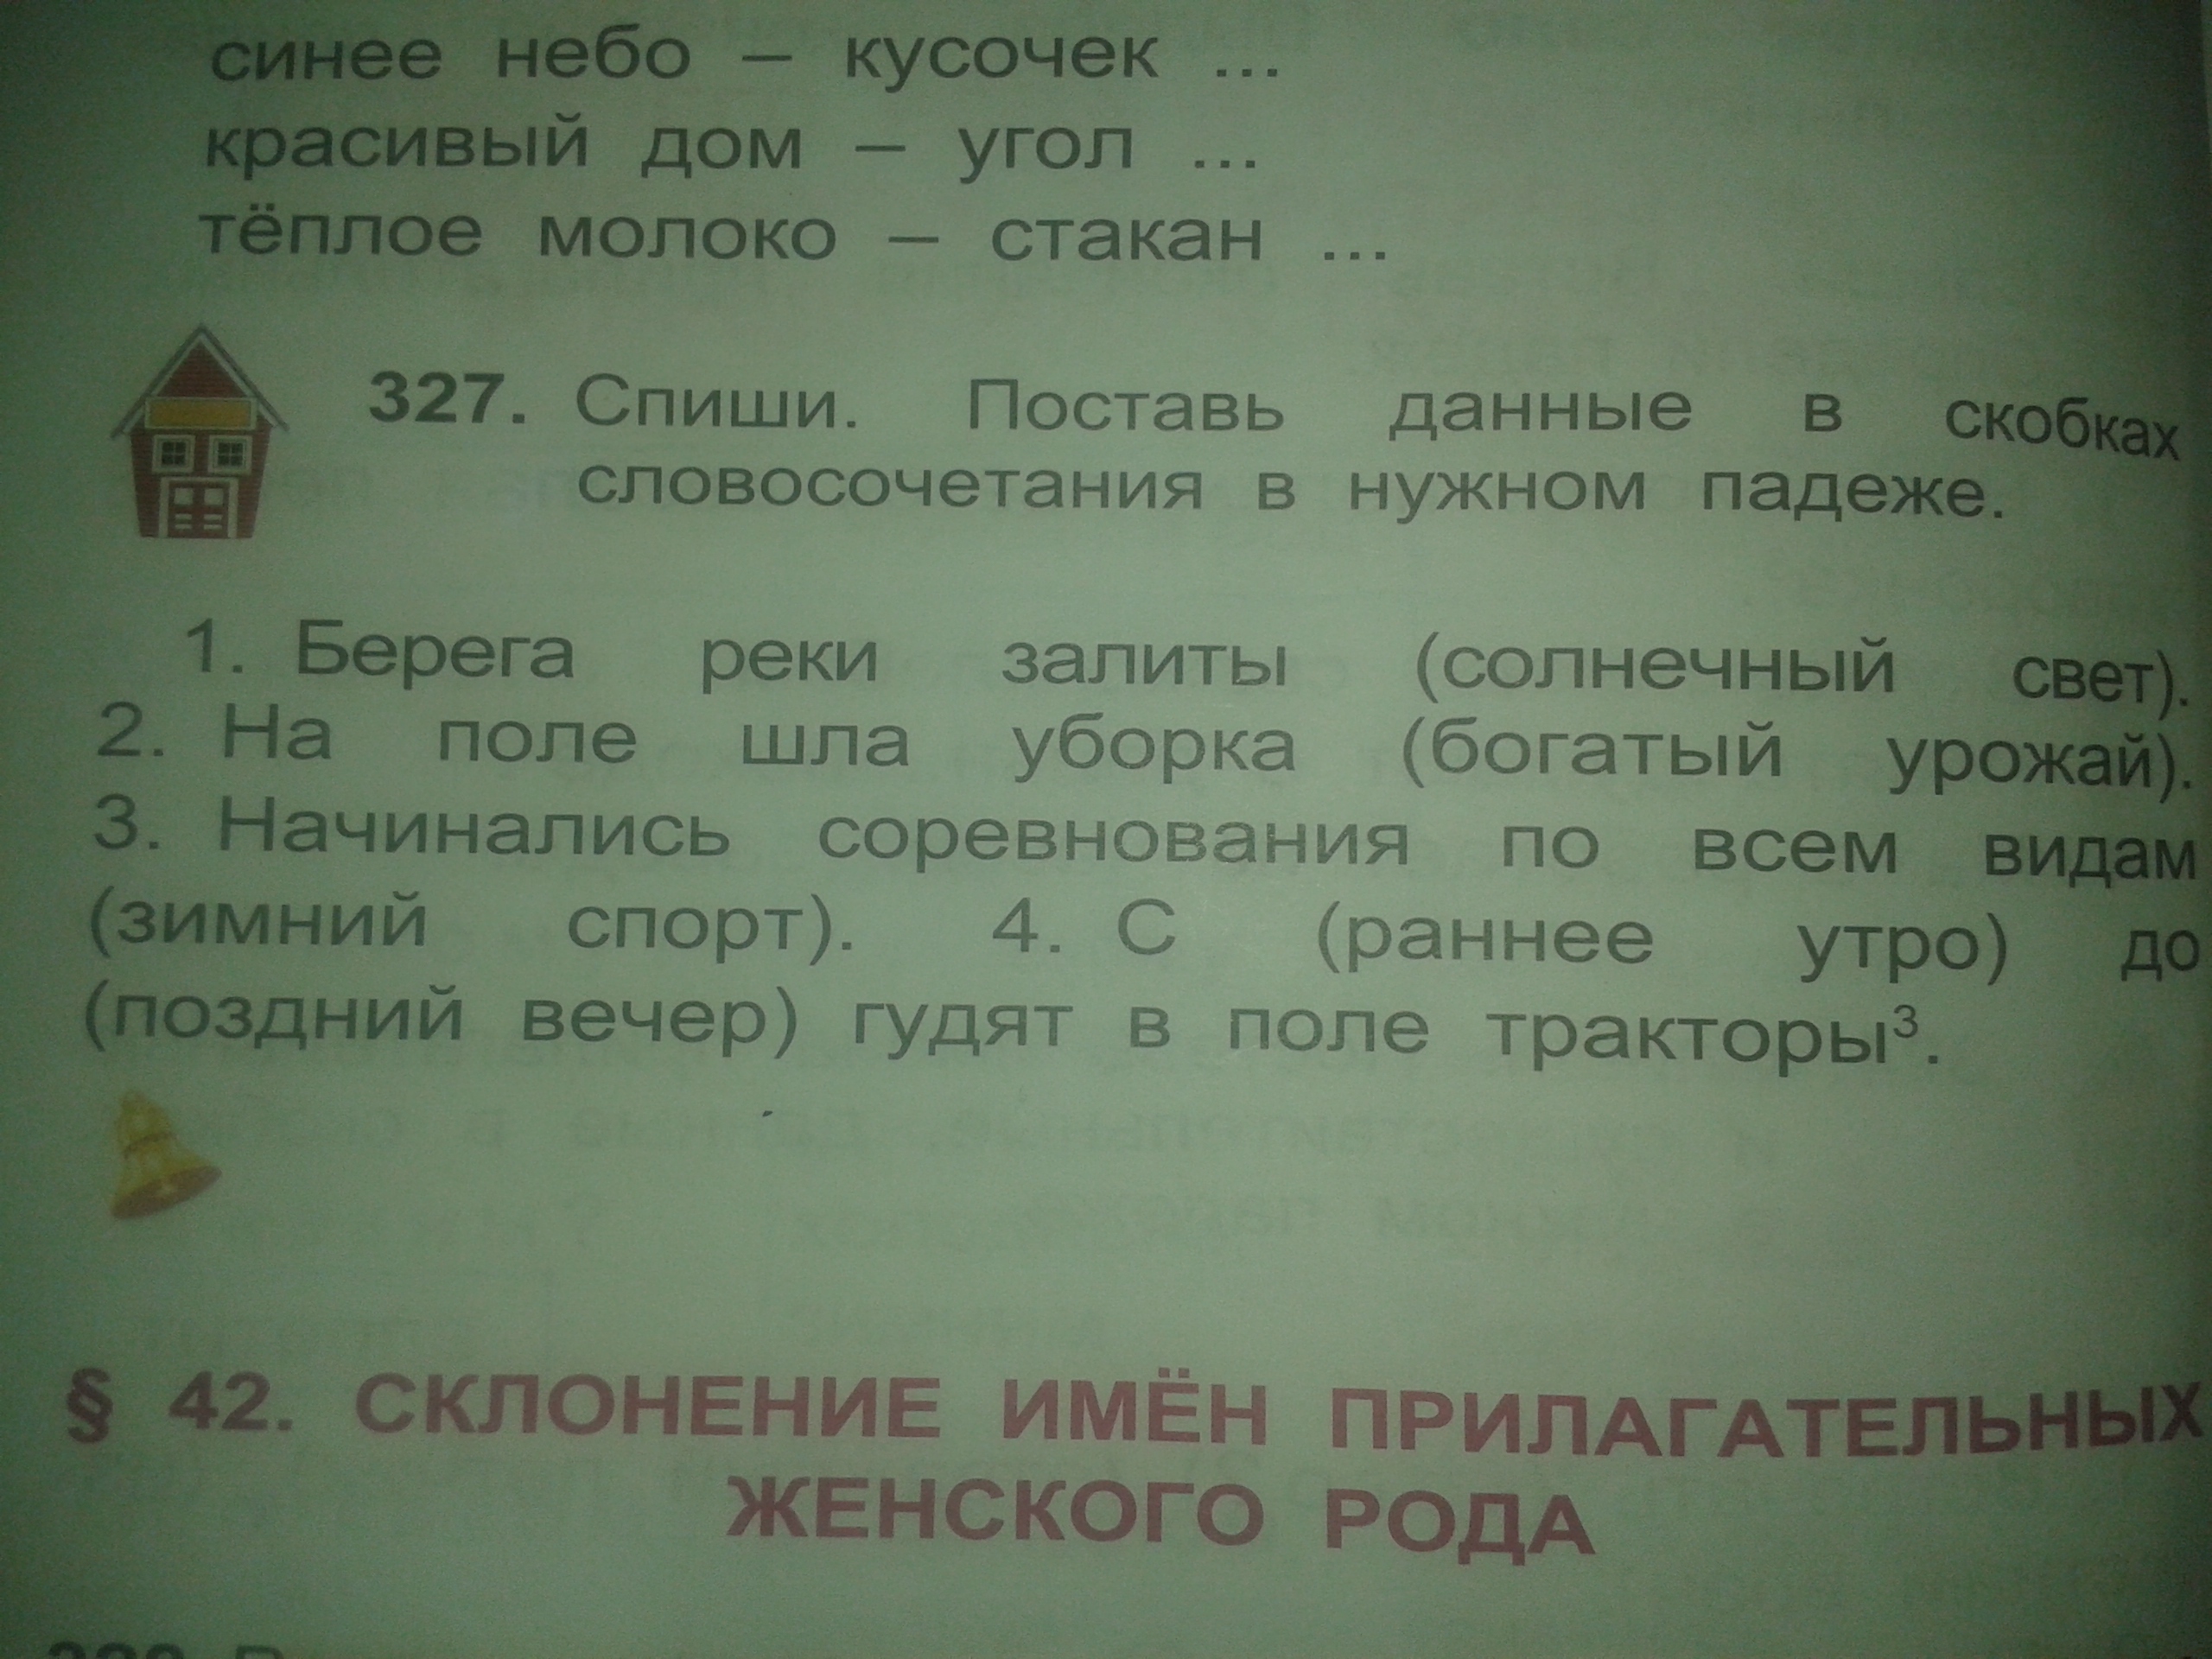 синее небо – кусочек ...
красивый дом – угол ...
тёплое молоко – стакан ...
327. Спиши. Поставь данные в скобках
словосочетания в нужном падеже.
1. Берега реки залиты (солнечный свет).
2. На поле шла уборка (богатый урожай).
3. Начинались соревнования по всем видам
(зимний спорт). 4. С (раннее утро) до
(поздний вечер) гудят в поле тракторы³.
§ 42. СКЛОНЕНИЕ ИМЁН ПРИЛАГАТЕЛЬНЫХ
ЖЕНСКОГО РОДА